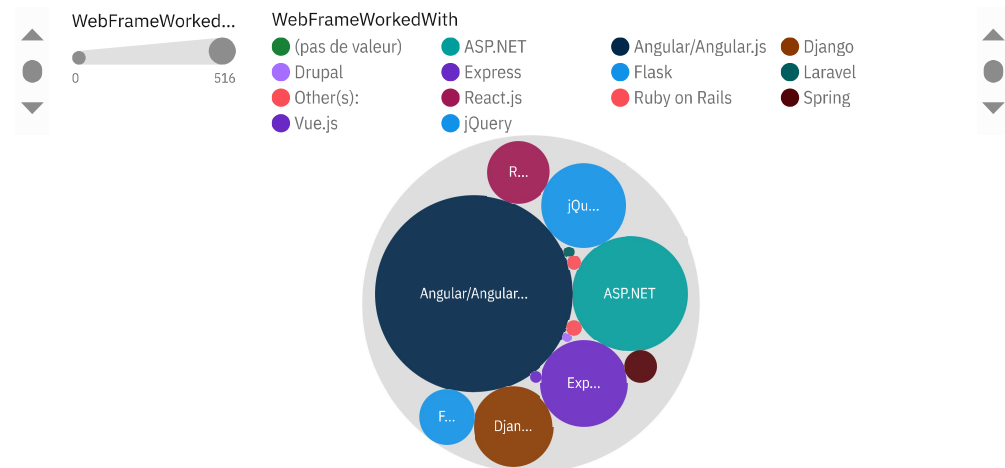 WebFrameWorked...
0 516
WebFrameWorkedWith
(pas de valeur) ASP.NET Angular/Angular.js Django
Drupal Express Flask Laravel
Other(s): React.js Ruby on Rails Spring
Vue.js jQuery
R...
jQu...
Angular/Angular...
ASP.NET
Exp...
F...
Djan...